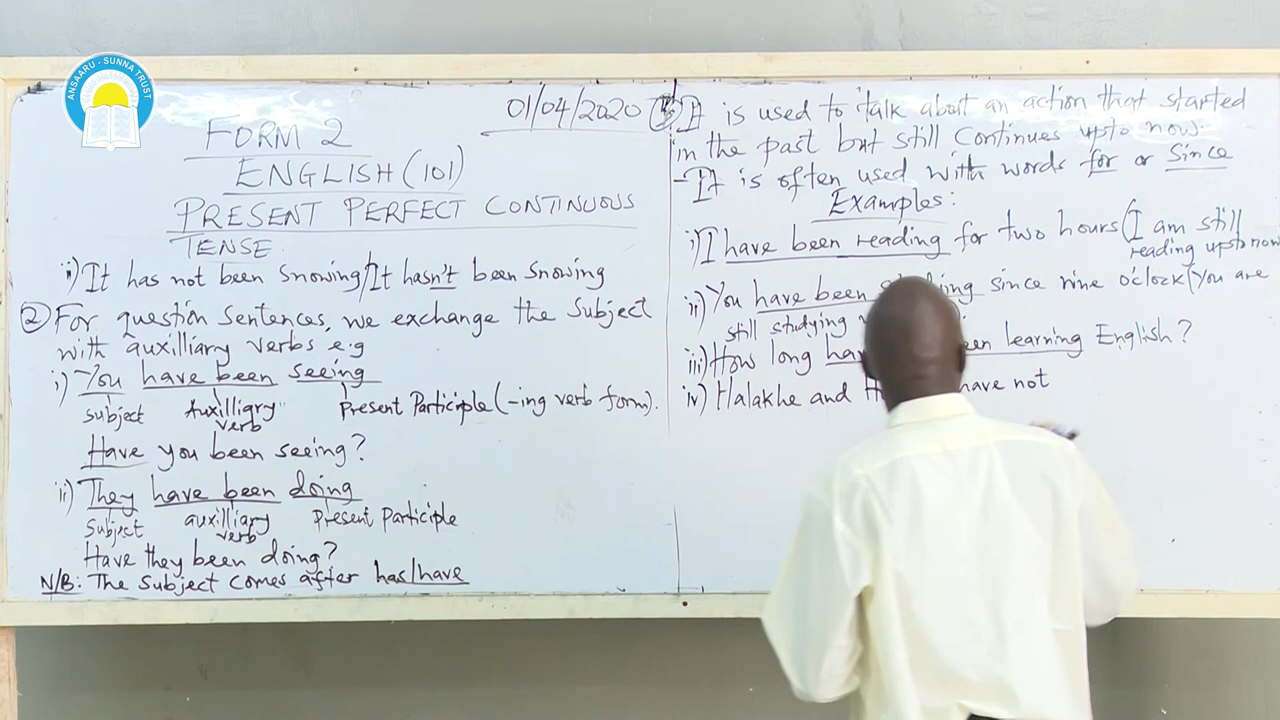 ANSAARU - SUNNA TRUST
01/04/2020
FORM 2
ENGLISH (101)
PRESENT PERFECT CONTINUOUS
TENSE
ii) It has not been snowing/It hasn't been snowing
2 For question sentences, we exchange the subject
with auxilliary verbs e.g
i) You have been seeing
subject Auxilliary verb Present Participle (-ing verb form).
Have you been seeing?
ii) They have been doing
Subject auxilliary verb Present Participle
Have they been doing?
N/B: The Subject comes after has/have
3 It is used to talk about an action that started
in the past but still continues upto now.
-It is often used with words for or Since
Examples:
i) I have been reading for two hours (I am still
reading upto now
ii) You have been since nine o'clock (You are
still studying
iii) How long learning English?
iv) Halakhe and have not